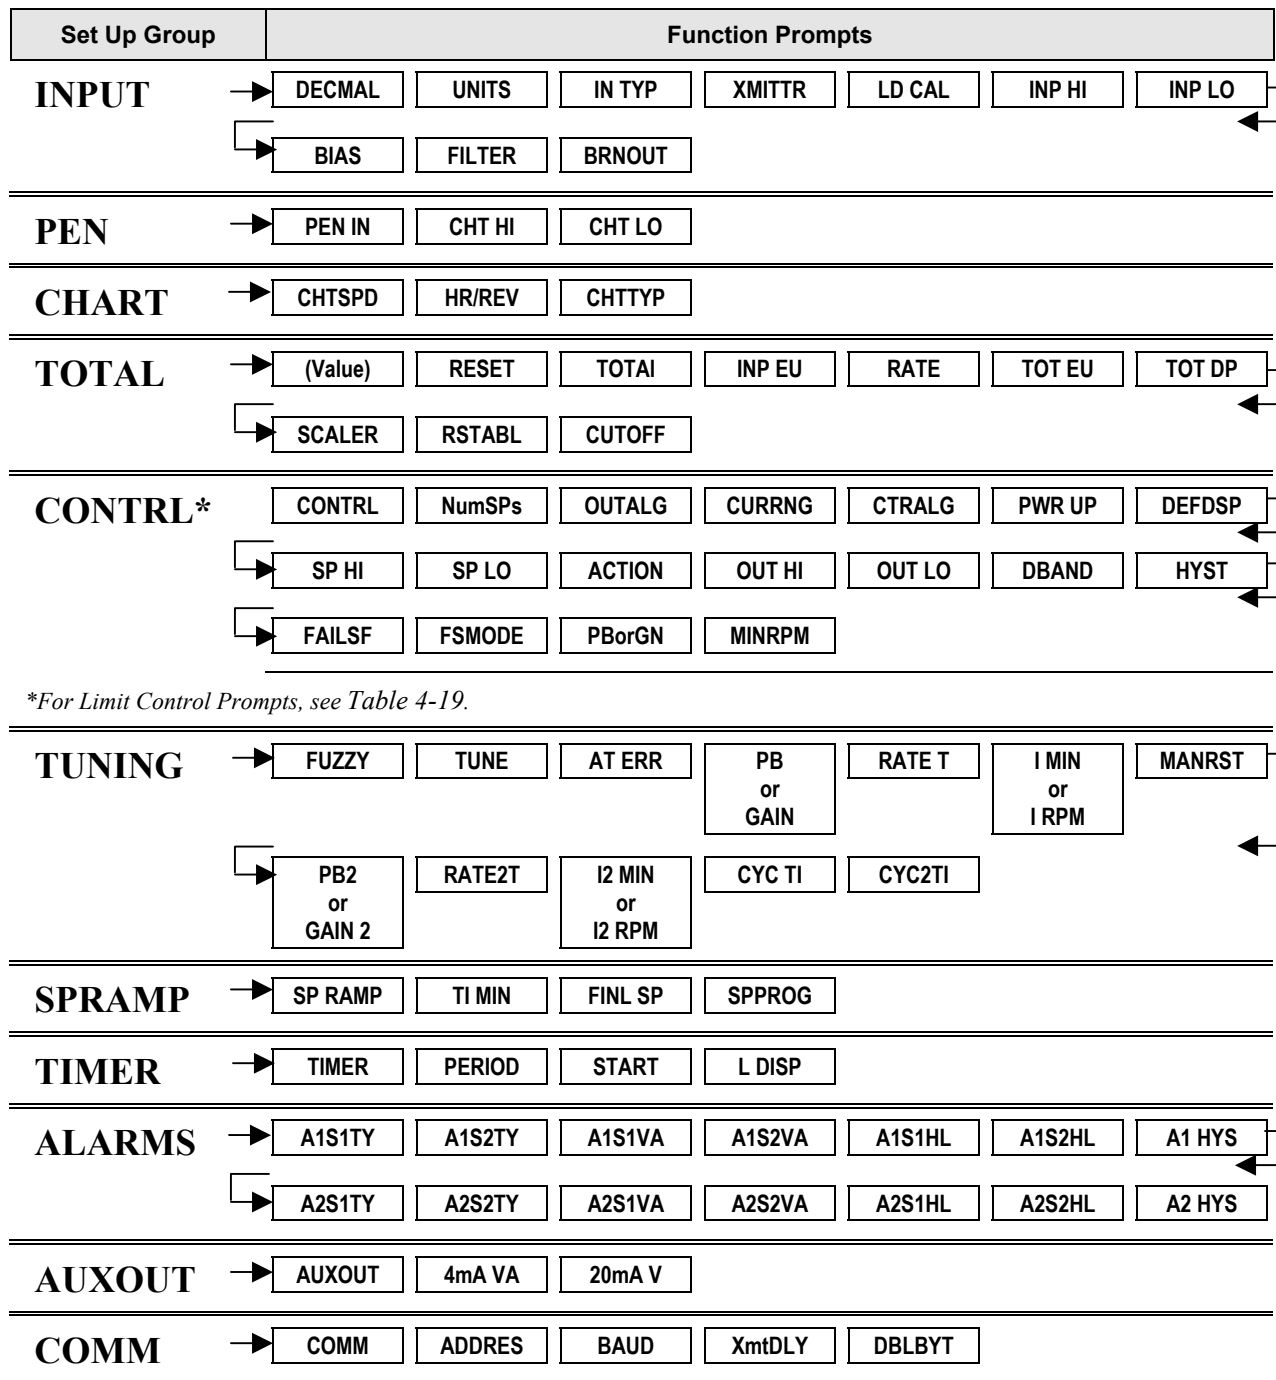 Set Up Group Function Prompts
INPUT DECMAL UNITS IN TYP XMITTR LD CAL INP HI INP LO
BIAS FILTER BRNOUT
PEN PEN IN CHT HI CHT LO
CHART CHTSPD HR/REV CHTTYP
TOTAL (Value) RESET TOTAl INP EU RATE TOT EU TOT DP
SCALER RSTABL CUTOFF
CONTRL* CONTRL NumSPs OUTALG CURRNG CTRALG PWR UP DEFDSP
SP HI SP LO ACTION OUT HI OUT LO DBAND HYST
FAILSF FSMODE PBorGN MINRPM
*For Limit Control Prompts, see Table 4-19.
TUNING FUZZY TUNE AT ERR PB RATE T I MIN MANRST
or or
GAIN I RPM
PB2 RATE2T I2 MIN CYC TI CYC2TI
or or
GAIN 2 I2 RPM
SPRAMP SP RAMP TI MIN FINL SP SPPROG
TIMER TIMER PERIOD START L DISP
ALARMS A1S1TY A1S2TY A1S1VA A1S2VA A1S1HL A1S2HL A1 HYS
A2S1TY A2S2TY A2S1VA A2S2VA A2S1HL A2S2HL A2 HYS
AUXOUT AUXOUT 4mA VA 20mA V
COMM COMM ADDRES BAUD XmtDLY DBLBYT